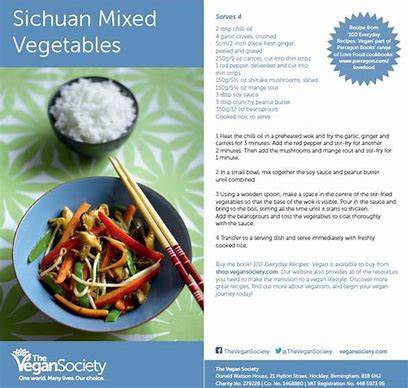 Sichuan Mixed
Vegetables
The
VeganSociety
One world. Many lives. Our choice.
Serves 4
2 tbsp chilli oil
4 garlic cloves, crushed
5cm/2-inch piece fresh ginger,
peeled and grated
250g/9 oz carrots, cut into thin strips
1 red pepper, deseeded and cut into
thin strips
150g/5½ oz shiitake mushrooms, sliced
150g/5½ oz mange tout
3 tbsp soy sauce
3 tbsp crunchy peanut butter
350g/12 oz beansprouts
Cooked rice, to serve
Recipe from
'100 Everyday
Recipes: Vegan' part of
Parragon Books' range
of Love Food cookbooks
www.parragon.com/
lovefood
1 Heat the chilli oil in a preheated wok and fry the garlic, ginger and
carrots for 3 minutes. Add the red pepper and stir-fry for another
2 minutes. Then add the mushrooms and mange tout and stir-fry for
1 minute.
2 In a small bowl, mix together the soy sauce and peanut butter
until combined.
3 Using a wooden spoon, make a space in the centre of the stir-fried
vegetables so that the base of the wok is visible. Pour in the sauce and
bring to the boil, stirring all the time until it starts to thicken.
Add the beansprouts and toss the vegetables to coat thoroughly
with the sauce.
4 Transfer to a serving dish and serve immediately with freshly
cooked rice.
Buy the book! 100 Everyday Recipes: Vegan is available to buy from
shop.vegansociety.com. Our website also provides all of the resources
you need to make the transition to a vegan lifestyle. Discover more
great recipes, find out more about veganism, and begin your vegan
journey today!
TheVeganSociety @TheVeganSociety vegansociety.com
The Vegan Society
Donald Watson House, 21 Hylton Street, Hockley, Birmingham. B18 6HJ
Charity No. 279228 | Co. No. 1468880 | VAT Registration No. 448 5973 95